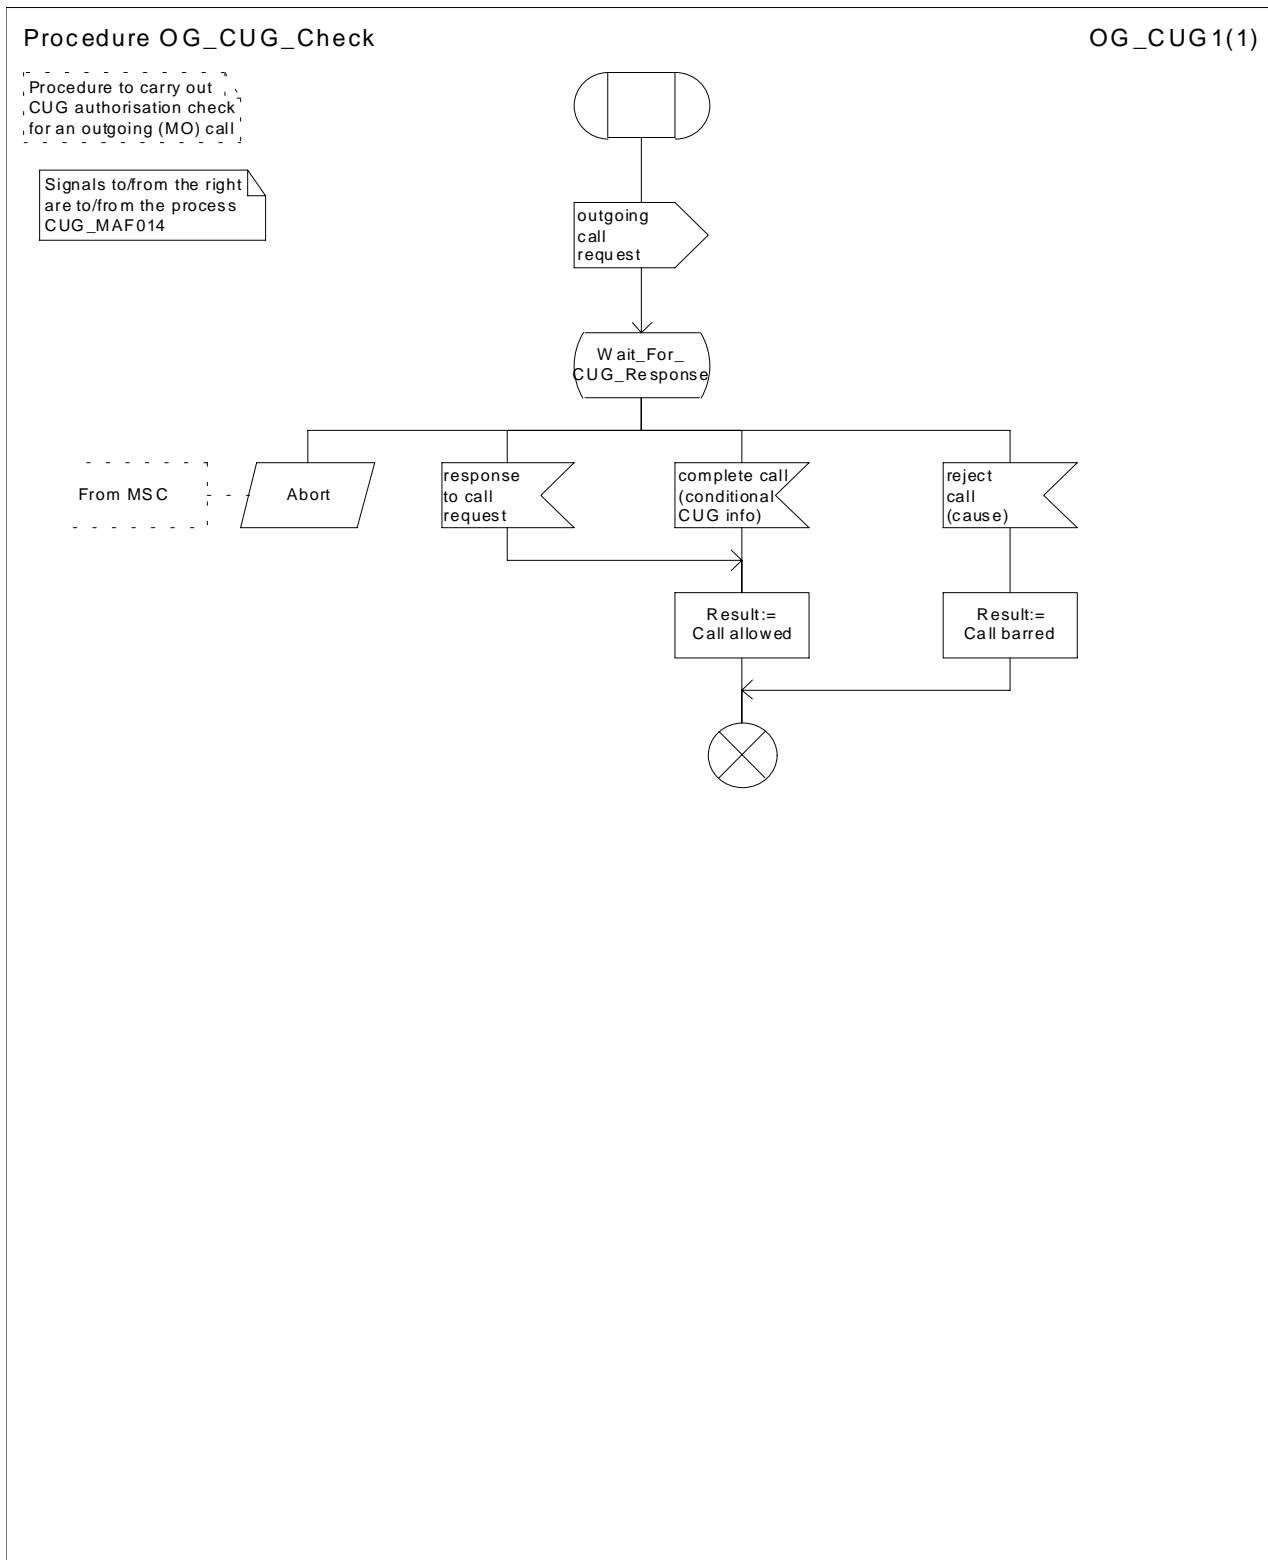 Procedure OG_CUG_Check
OG_CUG1(1)
Procedure to carry out
CUG authorisation check
for an outgoing (MO) call
Signals to/from the right
are to/from the process
CUG_MAF014
outgoing
call
request
Wait_For_
CUG_Response
From MSC
Abort
response
to call
request
complete call
(conditional
CUG info)
reject
call
(cause)
Result:=
Call allowed
Result:=
Call barred